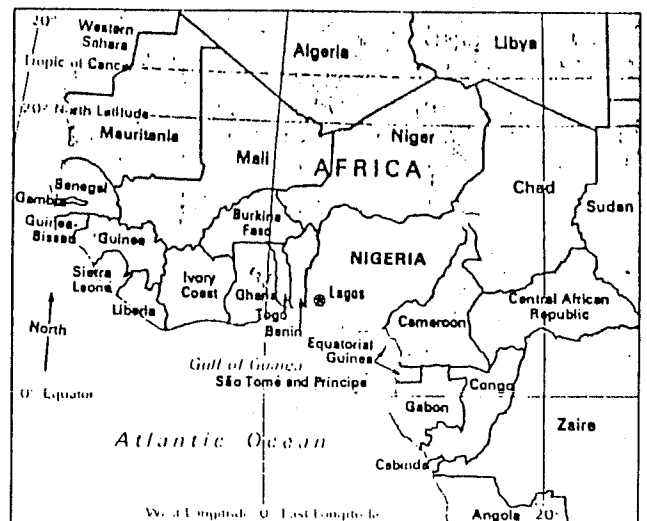 20°
Western
Sahara
Algeria
Libya
Tropic of Cancer
20° North Latitude
Mauritania
Mali
Niger
AFRICA
Chad
Sudan
Senegal
Gambia
Guinea-
Bissau
Guinea
Burkina
Faso
NIGERIA
Sierra
Leone
Ivory
Coast
Ghana
Togo
Benin
Lagos
Liberia
Cameroon
Central African
Republic
North
Equatorial
Guinea
Gulf of Guinea
São Tomé and Principe
0° Equator
Gabon
Congo
Zaire
Atlantic Ocean
Cabinda
West Longitude 0° East Longitude
Angola
20°